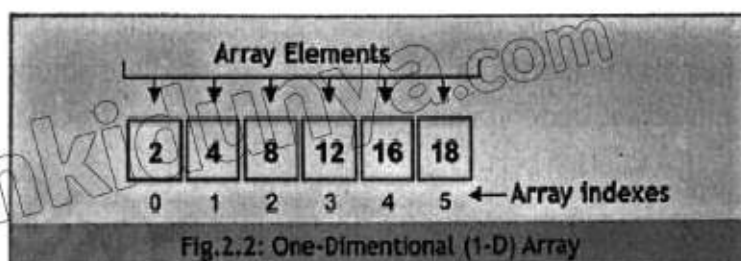 Array Elements
2 4 8 12 16 18
0 1 2 3 4 5 Array indexes
Fig.2.2: One-Dimentional (1-D) Array